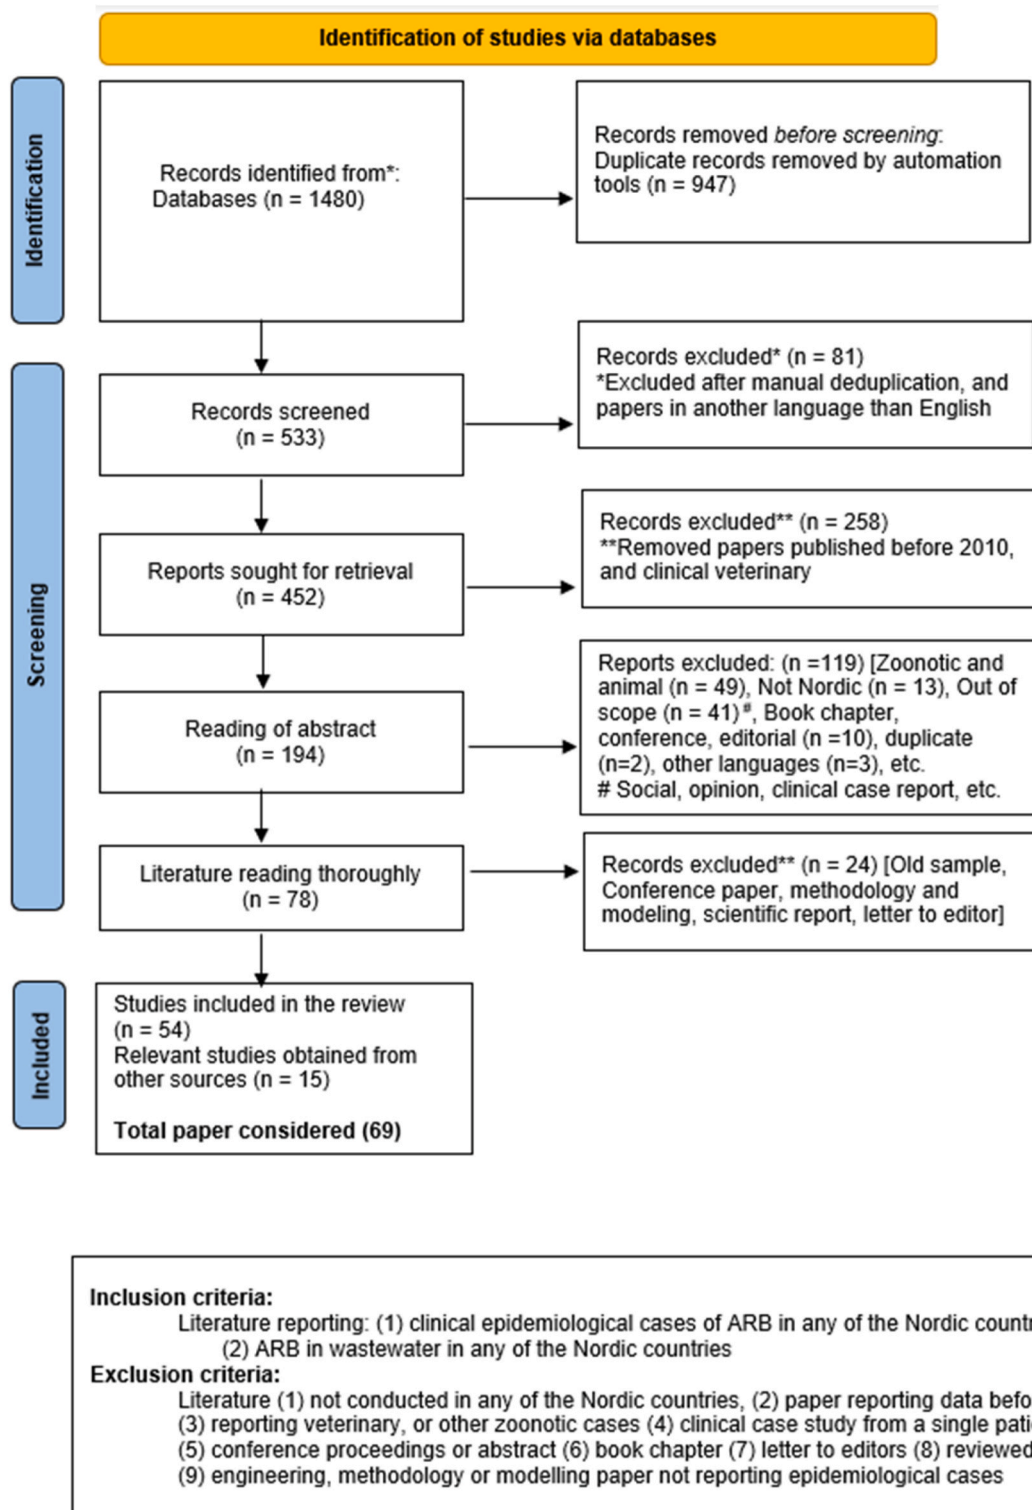 Identification of studies via databases
Identification
Records identified from*:
Databases (n = 1480)
Records removed before screening:
Duplicate records removed by automation
tools (n = 947)
Screening
Records screened
(n = 533)
Records excluded* (n = 81)
*Excluded after manual deduplication, and
papers in another language than English
Reports sought for retrieval
(n = 452)
Records excluded** (n = 258)
**Removed papers published before 2010,
and clinical veterinary
Reading of abstract
(n = 194)
Reports excluded: (n =119) [Zoonotic and
animal (n = 49), Not Nordic (n = 13), Out of
scope (n = 41)#, Book chapter,
conference, editorial (n =10), duplicate
(n=2), other languages (n=3), etc.
# Social, opinion, clinical case report, etc.
Literature reading thoroughly
(n = 78)
Records excluded** (n = 24) [Old sample,
Conference paper, methodology and
modeling, scientific report, letter to editor]
Included
Studies included in the review
(n = 54)
Relevant studies obtained from
other sources (n = 15)
Total paper considered (69)
Inclusion criteria:
Literature reporting: (1) clinical epidemiological cases of ARB in any of the Nordic
(2) ARB in wastewater in any of the Nordic countries
Exclusion criteria:
Literature (1) not conducted in any of the Nordic countries, (2) paper reporting data
(3) reporting veterinary, or other zoonotic cases (4) clinical case study from a single
(5) conference proceedings or abstract (6) book chapter (7) letter to editors (8) reviewed
(9) engineering, methodology or modelling paper not reporting epidemiological cases